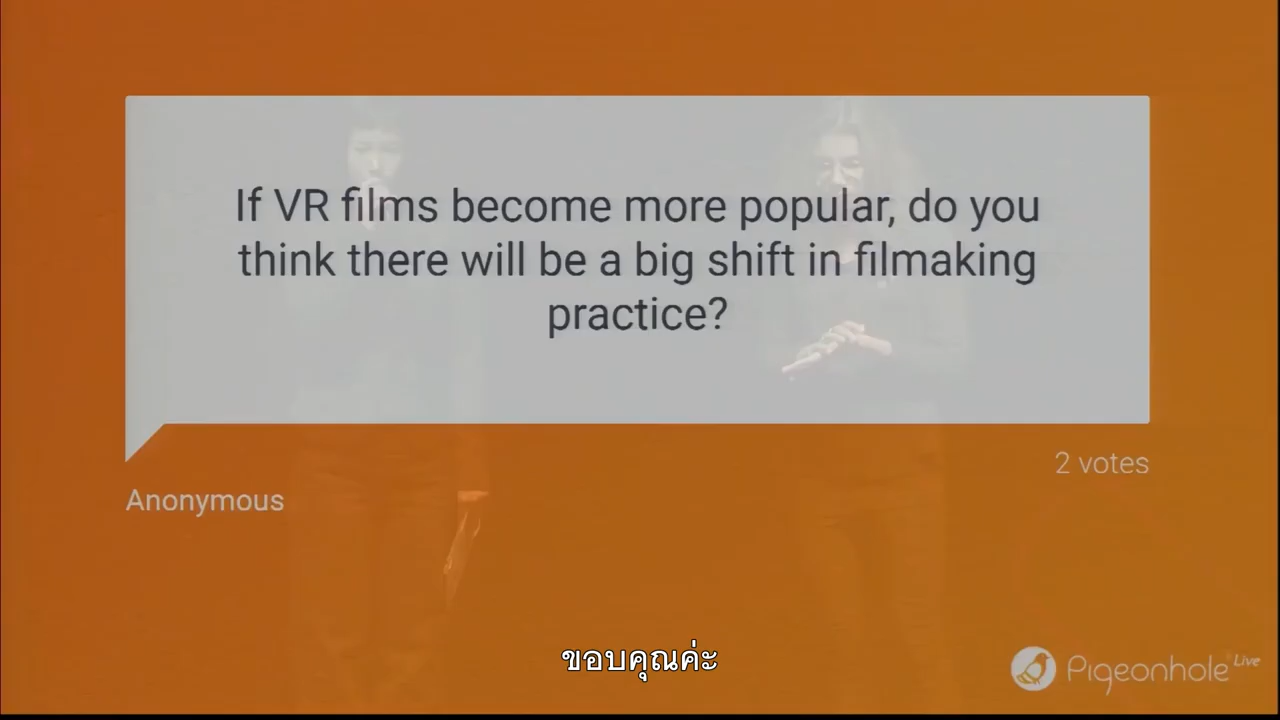 If VR films become more popular, do you
think there will be a big shift in filmaking
practice?
2 votes
Anonymous
ขอบคุณค่ะ
Pigeonhole Live